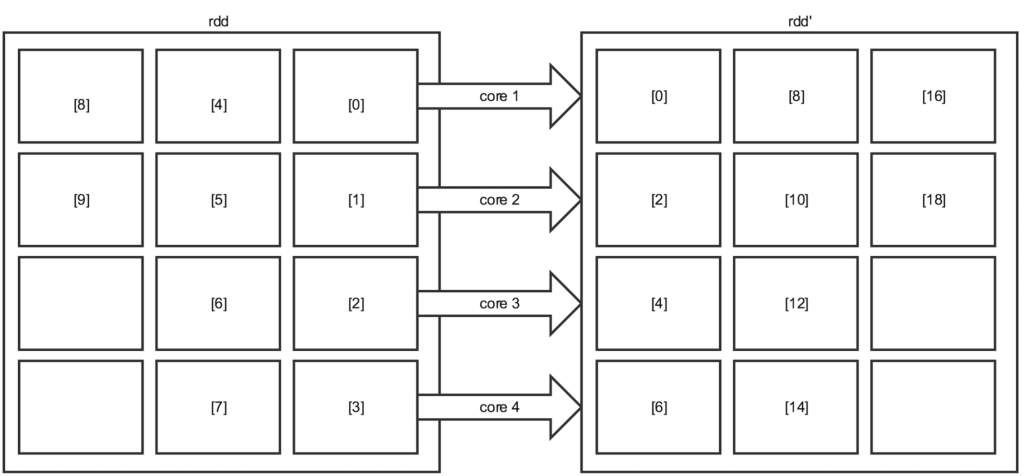 rdd rdd'
[8] [4] [0] core 1 [0] [8] [16]
[9] [5] [1] core 2 [2] [10] [18]
[6] [2] core 3 [4] [12]
[7] [3] core 4 [6] [14]